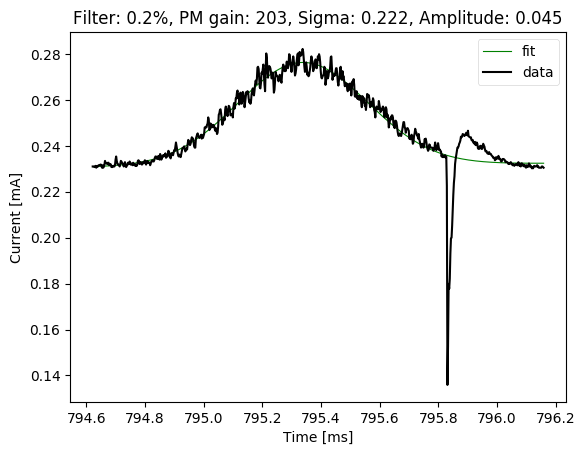 Filter: 0.2%, PM gain: 203, Sigma: 0.222, Amplitude: 0.045
fit
data
0.28
0.26
0.24
0.22
0.20
0.18
0.16
0.14
Current [mA]
794.6 794.8 795.0 795.2 795.4 795.6 795.8 796.0 796.2
Time [ms]